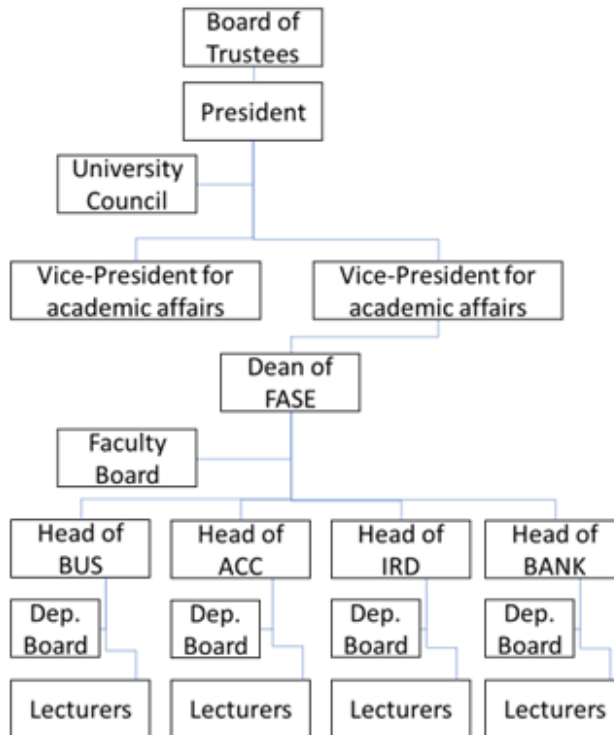 Board of
Trustees
President
University
Council
Vice-President for
academic affairs
Vice-President for
academic affairs
Dean of
FASE
Faculty
Board
Head of
BUS
Head of
ACC
Head of
IRD
Head of
BANK
Dep.
Board
Dep.
Board
Dep.
Board
Dep.
Board
Lecturers
Lecturers
Lecturers
Lecturers